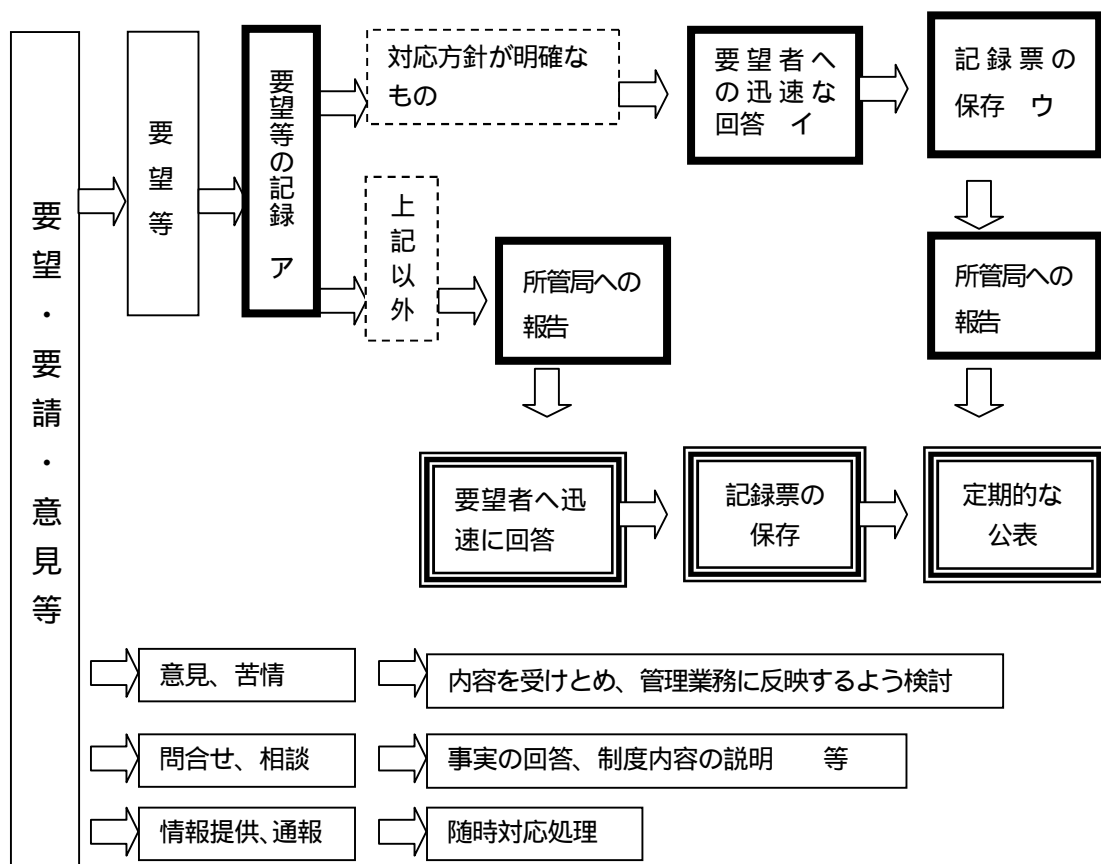 要望・要請・意見等
要望等
要望等の記録　ア
対応方針が明確な
もの
要望者へ
の迅速な
回答　イ
記録票の
保存　ウ
上記以外
所管局への
報告
所管局への
報告
要望者へ迅
速に回答
記録票の
保存
定期的な
公表
意見、苦情
内容を受けとめ、管理業務に反映するよう検討
問合せ、相談
事実の回答、制度内容の説明　　等
情報提供、通報
随時対応処理